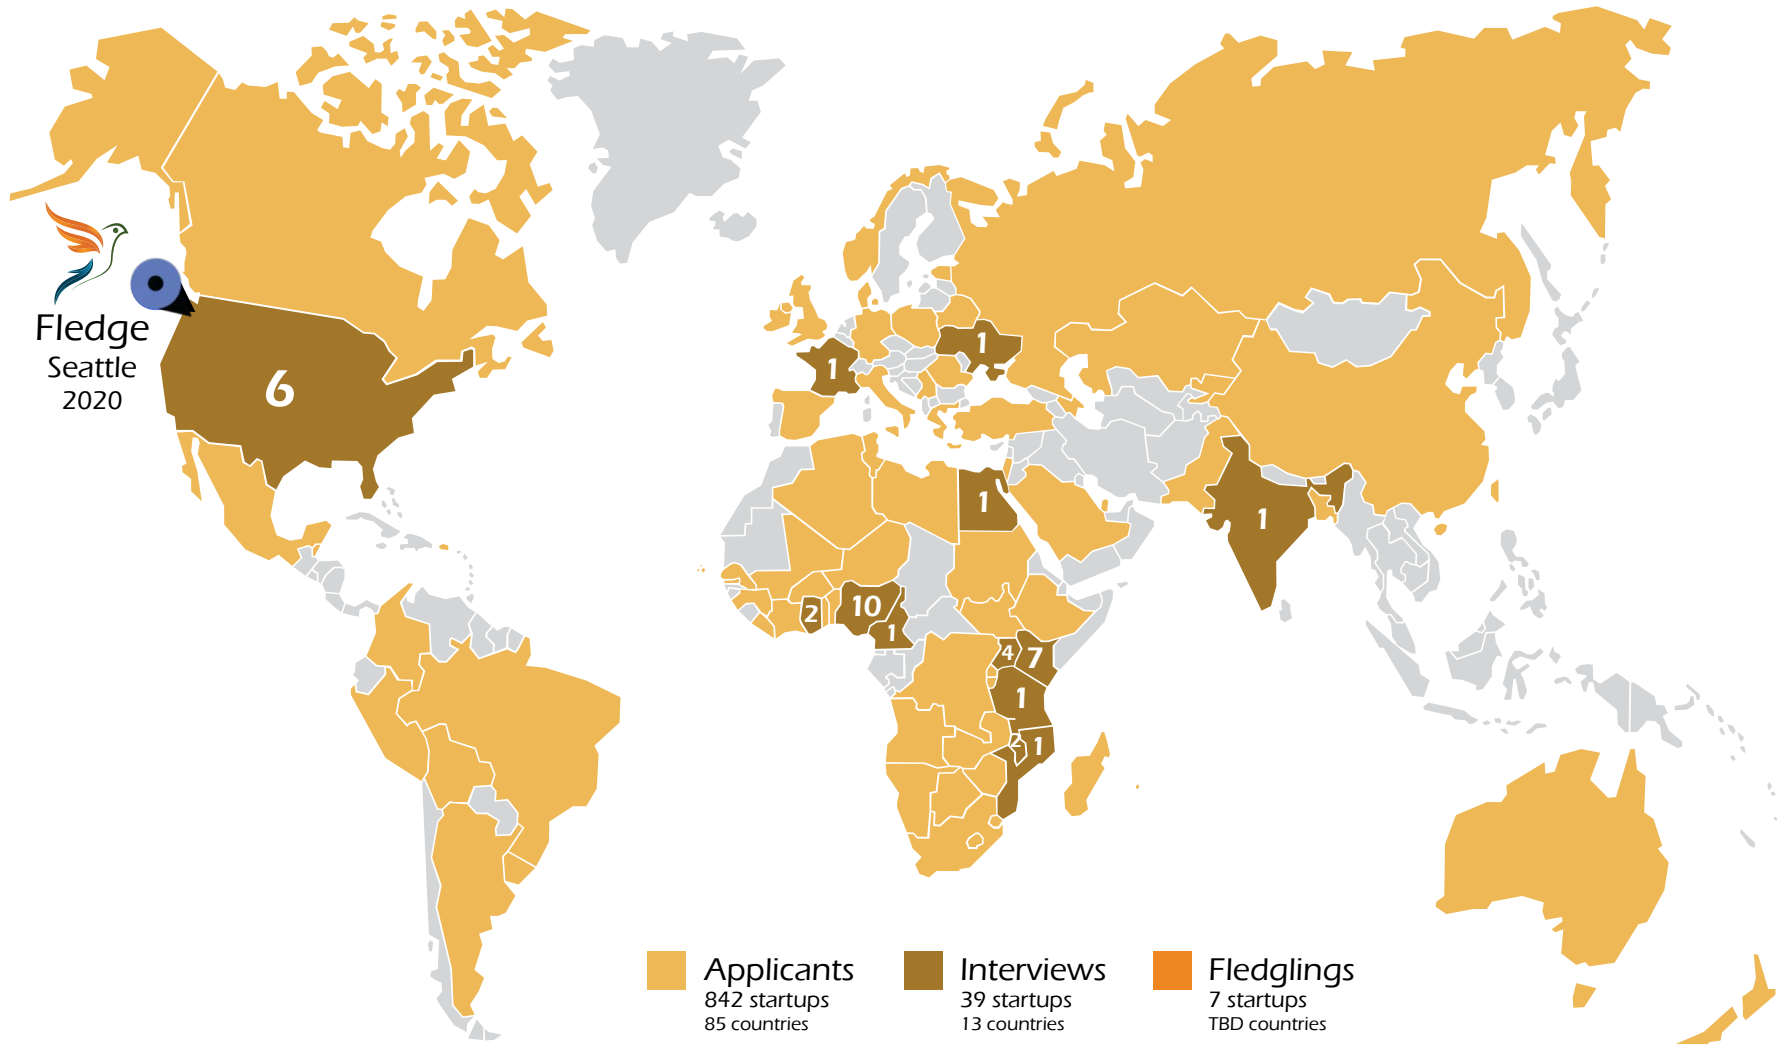 Fledge
Seattle
2020
6
1
1
1
1
2
10
1
4
7
1
2
1
Applicants
842 startups
85 countries
Interviews
39 startups
13 countries
Fledglings
7 startups
TBD countries